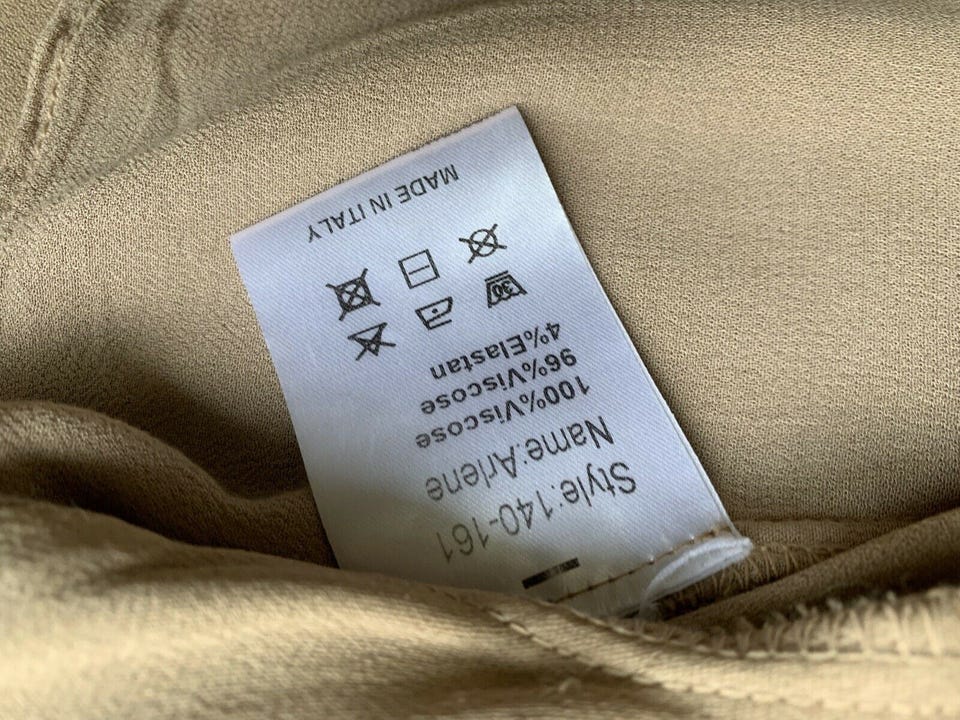 Style:140-161
Name:Arlene
100%Viscose
96%Viscose
4%Elastan
30
MADE IN ITALY